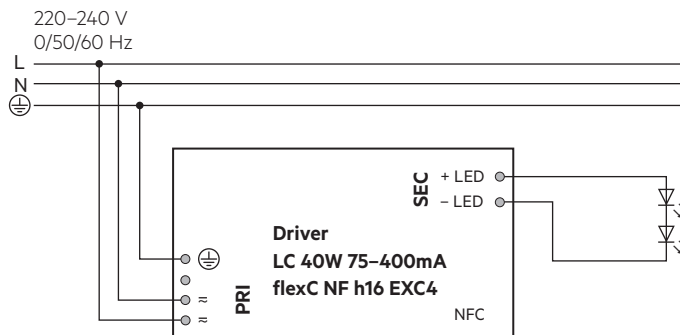 220–240 V
0/50/60 Hz
L
N
SEC
+ LED
– LED
Driver
LC 40W 75–400mA
flexC NF h16 EXC4
PRI
≂
≂
NFC